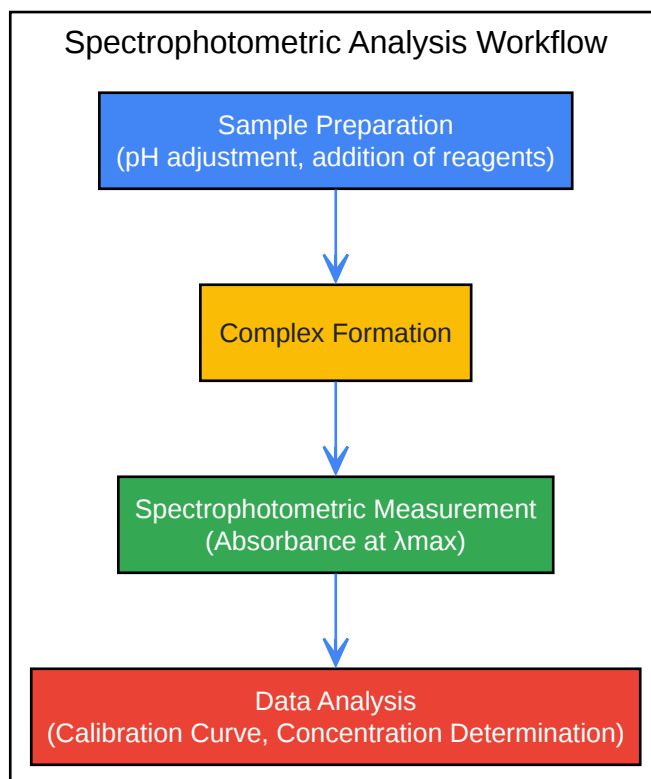 Spectrophotometric Analysis Workflow
Sample Preparation
(pH adjustment, addition of reagents)
Complex Formation
Spectrophotometric Measurement
(Absorbance at λmax)
Data Analysis
(Calibration Curve, Concentration Determination)